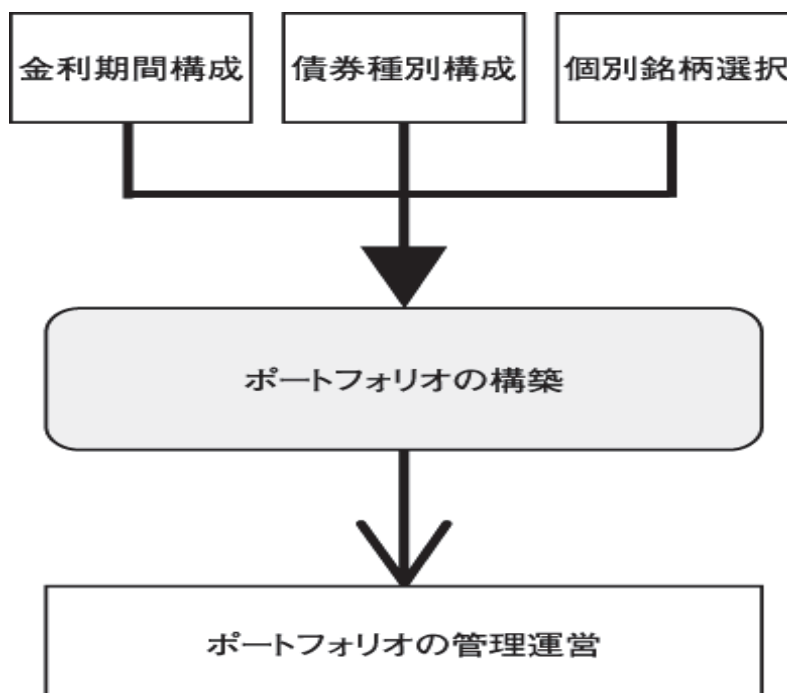 金利期間構成
債券種別構成
個別銘柄選択
ポートフォリオの構築
ポートフォリオの管理運営